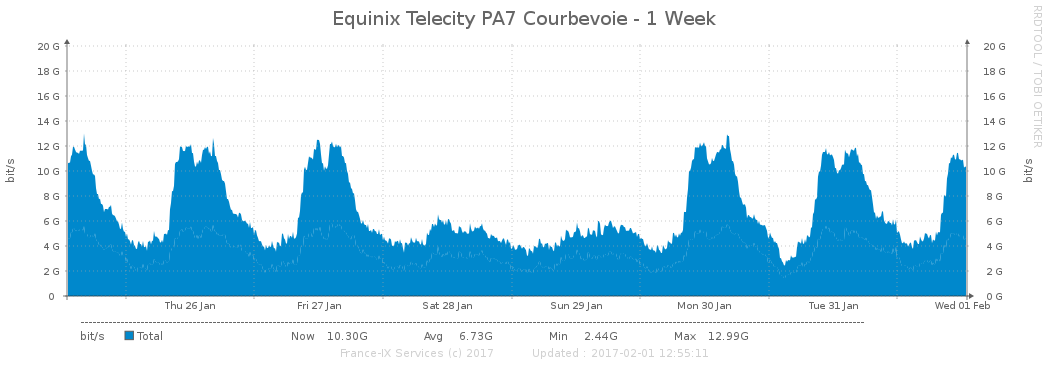 Equinix Telecity PA7 Courbevoie - 1 Week
RRDTOOL / TOBI OETIKER
bit/s
bit/s
20 G 20 G
18 G 18 G
16 G 16 G
14 G 14 G
12 G 12 G
10 G 10 G
8 G 8 G
6 G 6 G
4 G 4 G
2 G 2 G
0 0 G
Thu 26 Jan Fri 27 Jan Sat 28 Jan Sun 29 Jan Mon 30 Jan Tue 31 Jan Wed 01 Feb
bit/s Total Now 10.30G Avg 6.73G Min 2.44G Max 12.99G
France-IX Services (c) 2017 Updated : 2017-02-01 12:55:11